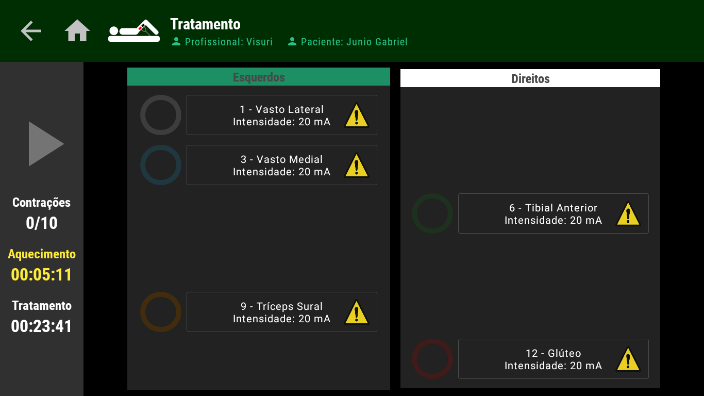 Tratamento
Profissional: Visuri Paciente: Junio Gabriel
Esquerdos
1 - Vasto Lateral
Intensidade: 20 mA
3 - Vasto Medial
Intensidade: 20 mA
9 - Tríceps Sural
Intensidade: 20 mA
Direitos
6 - Tibial Anterior
Intensidade: 20 mA
12 - Glúteo
Intensidade: 20 mA
Contrações
0/10
Aquecimento
00:05:11
Tratamento
00:23:41